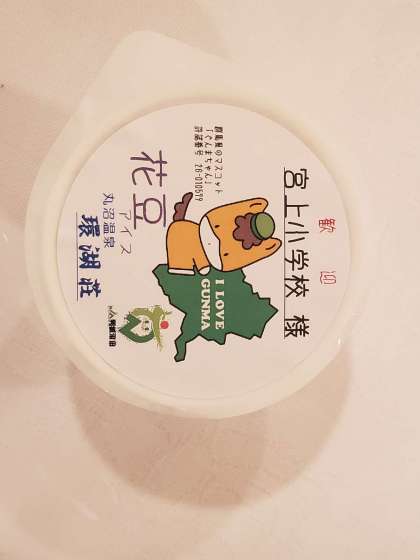 歓迎
宮上小学校 様
I LOVE
GUNMA
群馬県のマスコット
「ぐんまちゃん」
許諾番号 28-010599
花豆
アイス
丸沼温泉
環湖荘